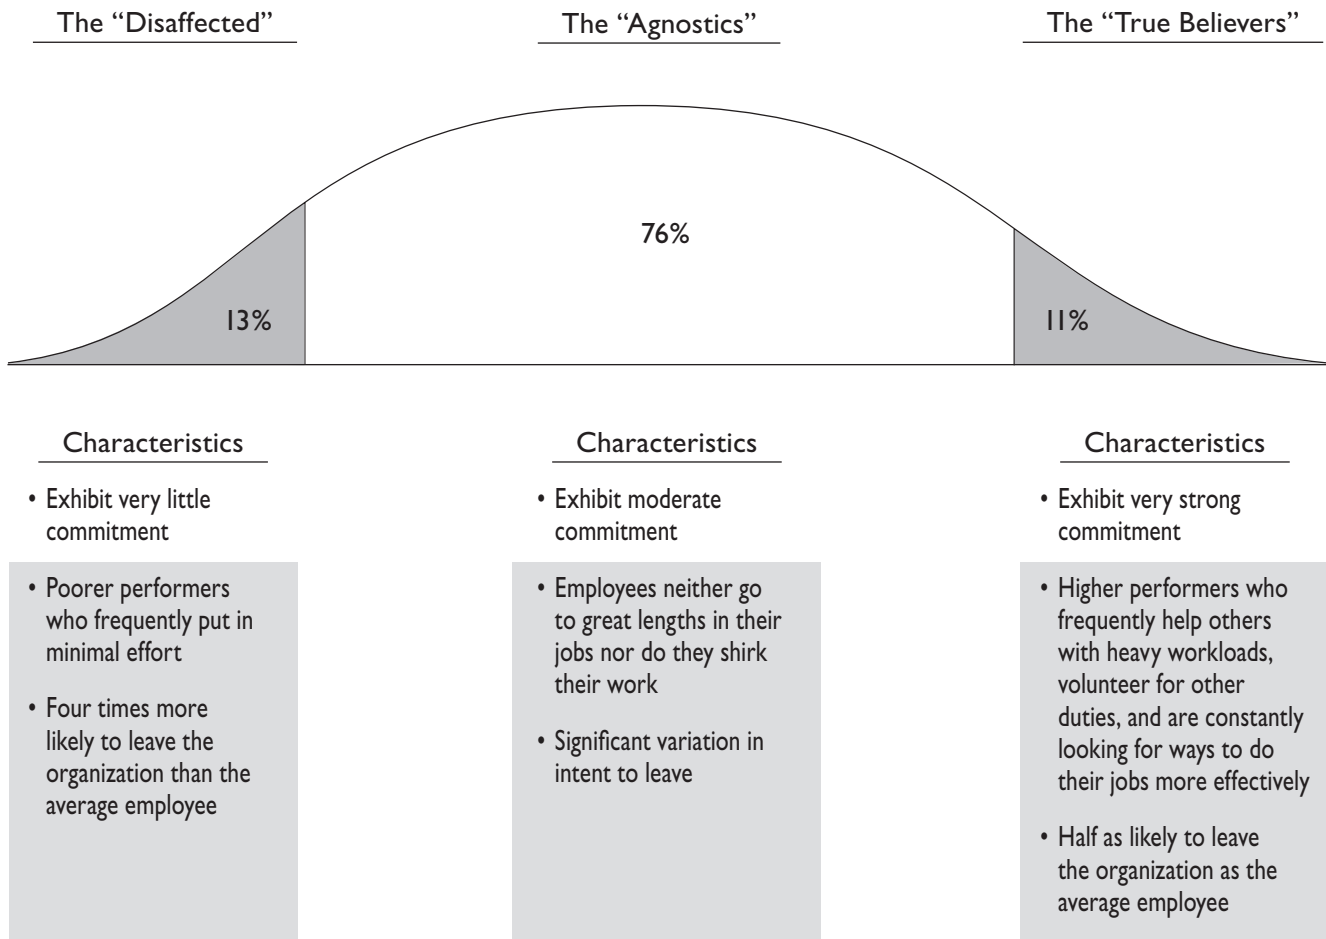 The “Disaffected”
The “Agnostics”
The “True Believers”
13%
76%
11%
Characteristics
• Exhibit very little
commitment
• Poorer performers
who frequently put in
minimal effort
• Four times more
likely to leave the
organization than the
average employee
Characteristics
• Exhibit moderate
commitment
• Employees neither go
to great lengths in their
jobs nor do they shirk
their work
• Significant variation in
intent to leave
Characteristics
• Exhibit very strong
commitment
• Higher performers who
frequently help others
with heavy workloads,
volunteer for other
duties, and are constantly
looking for ways to do
their jobs more effectively
• Half as likely to leave
the organization as the
average employee